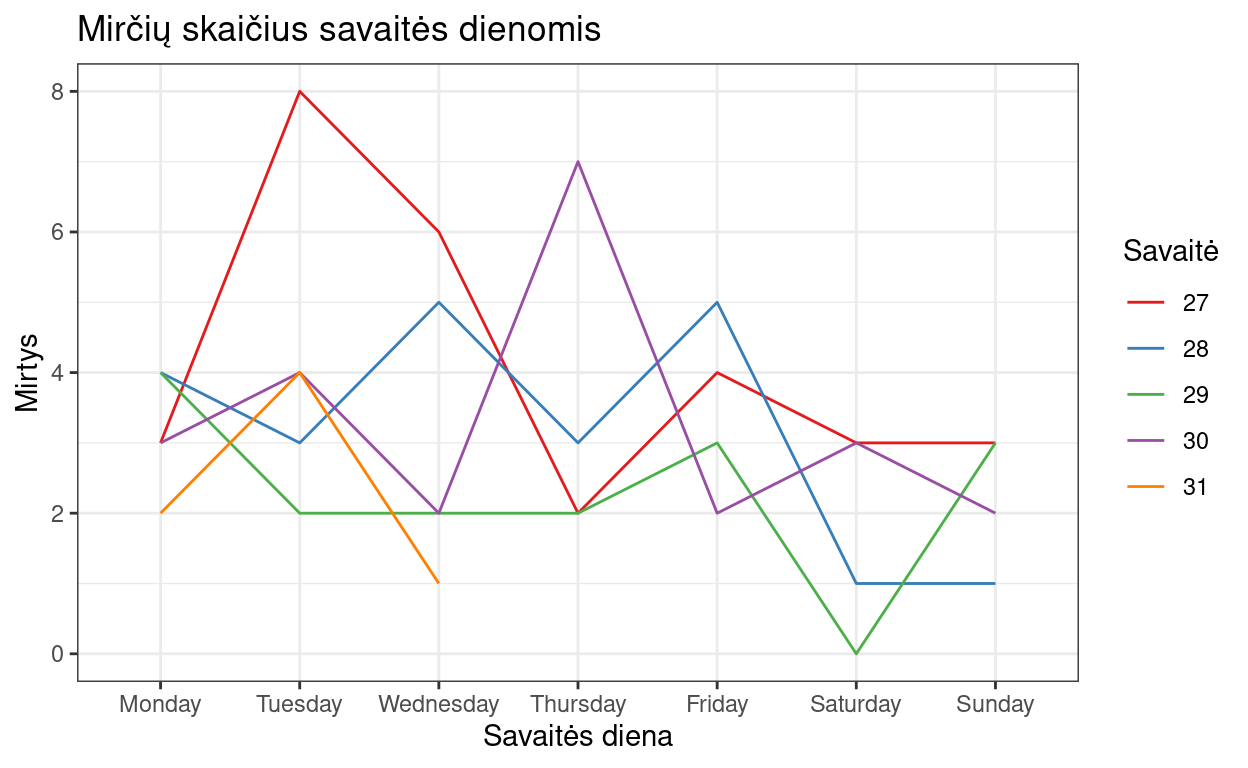 Mirčių skaičius savaitės dienomis
8
6
4
2
0
Mirtys
Monday Tuesday Wednesday Thursday Friday Saturday Sunday
Savaitės diena
Savaitė
27
28
29
30
31